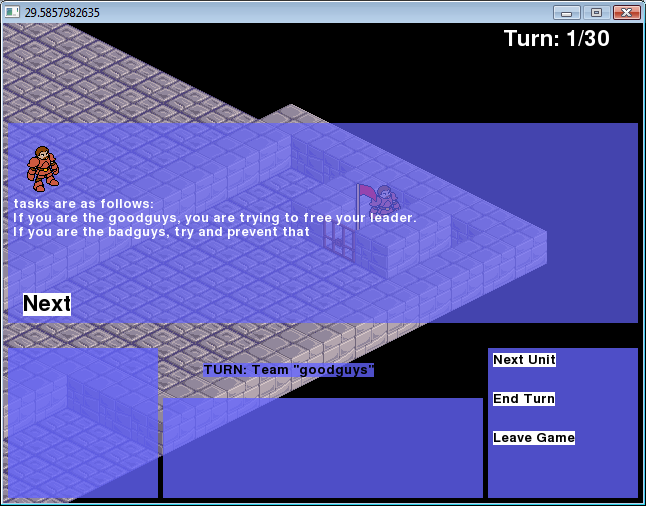 29.5857982635
Turn: 1/30
tasks are as follows:
If you are the goodguys, you are trying to free your leader.
If you are the badguys, try and prevent that
Next
TURN: Team "goodguys"
Next Unit
End Turn
Leave Game